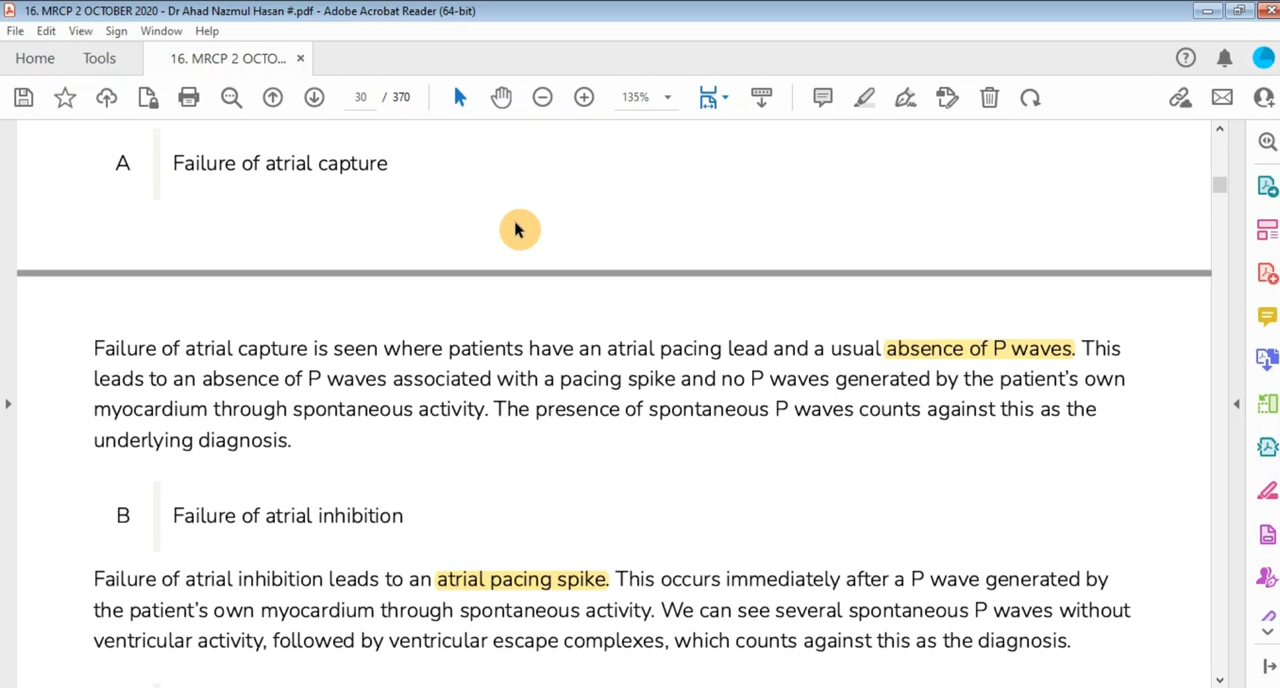 16. MRCP 2 OCTOBER 2020 - Dr Ahad Nazmul Hasan #.pdf - Adobe Acrobat Reader (64-bit)
File Edit View Sign Window Help
Home Tools 16. MRCP 2 OCTO... ×
30 / 370 135%
A Failure of atrial capture
Failure of atrial capture is seen where patients have an atrial pacing lead and a usual absence of P waves. This
leads to an absence of P waves associated with a pacing spike and no P waves generated by the patient’s own
myocardium through spontaneous activity. The presence of spontaneous P waves counts against this as the
underlying diagnosis.
B Failure of atrial inhibition
Failure of atrial inhibition leads to an atrial pacing spike. This occurs immediately after a P wave generated by
the patient’s own myocardium through spontaneous activity. We can see several spontaneous P waves without
ventricular activity, followed by ventricular escape complexes, which counts against this as the diagnosis.